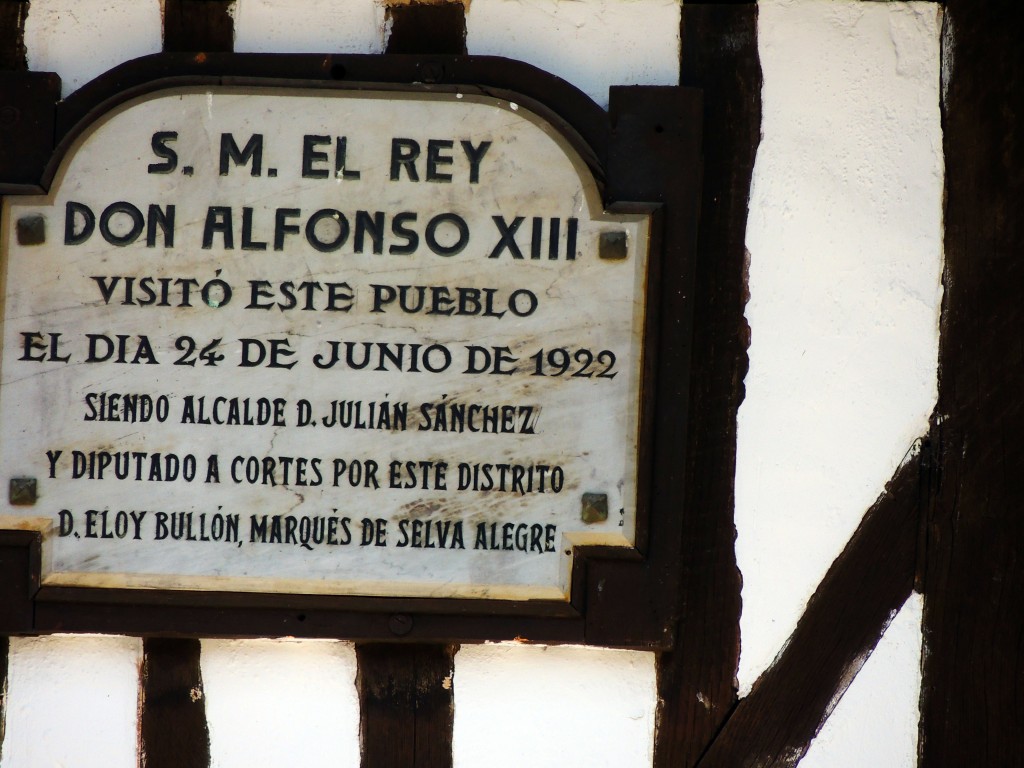 S. M. EL REY
DON ALFONSO XIII
VISITÓ ESTE PUEBLO
EL DIA 24 DE JUNIO DE 1922
SIENDO ALCALDE D. JULIÁN SÁNCHEZ
Y DIPUTADO A CORTES POR ESTE DISTRITO
D. ELOY BULLÓN, MARQUÉS DE SELVA ALEGRE